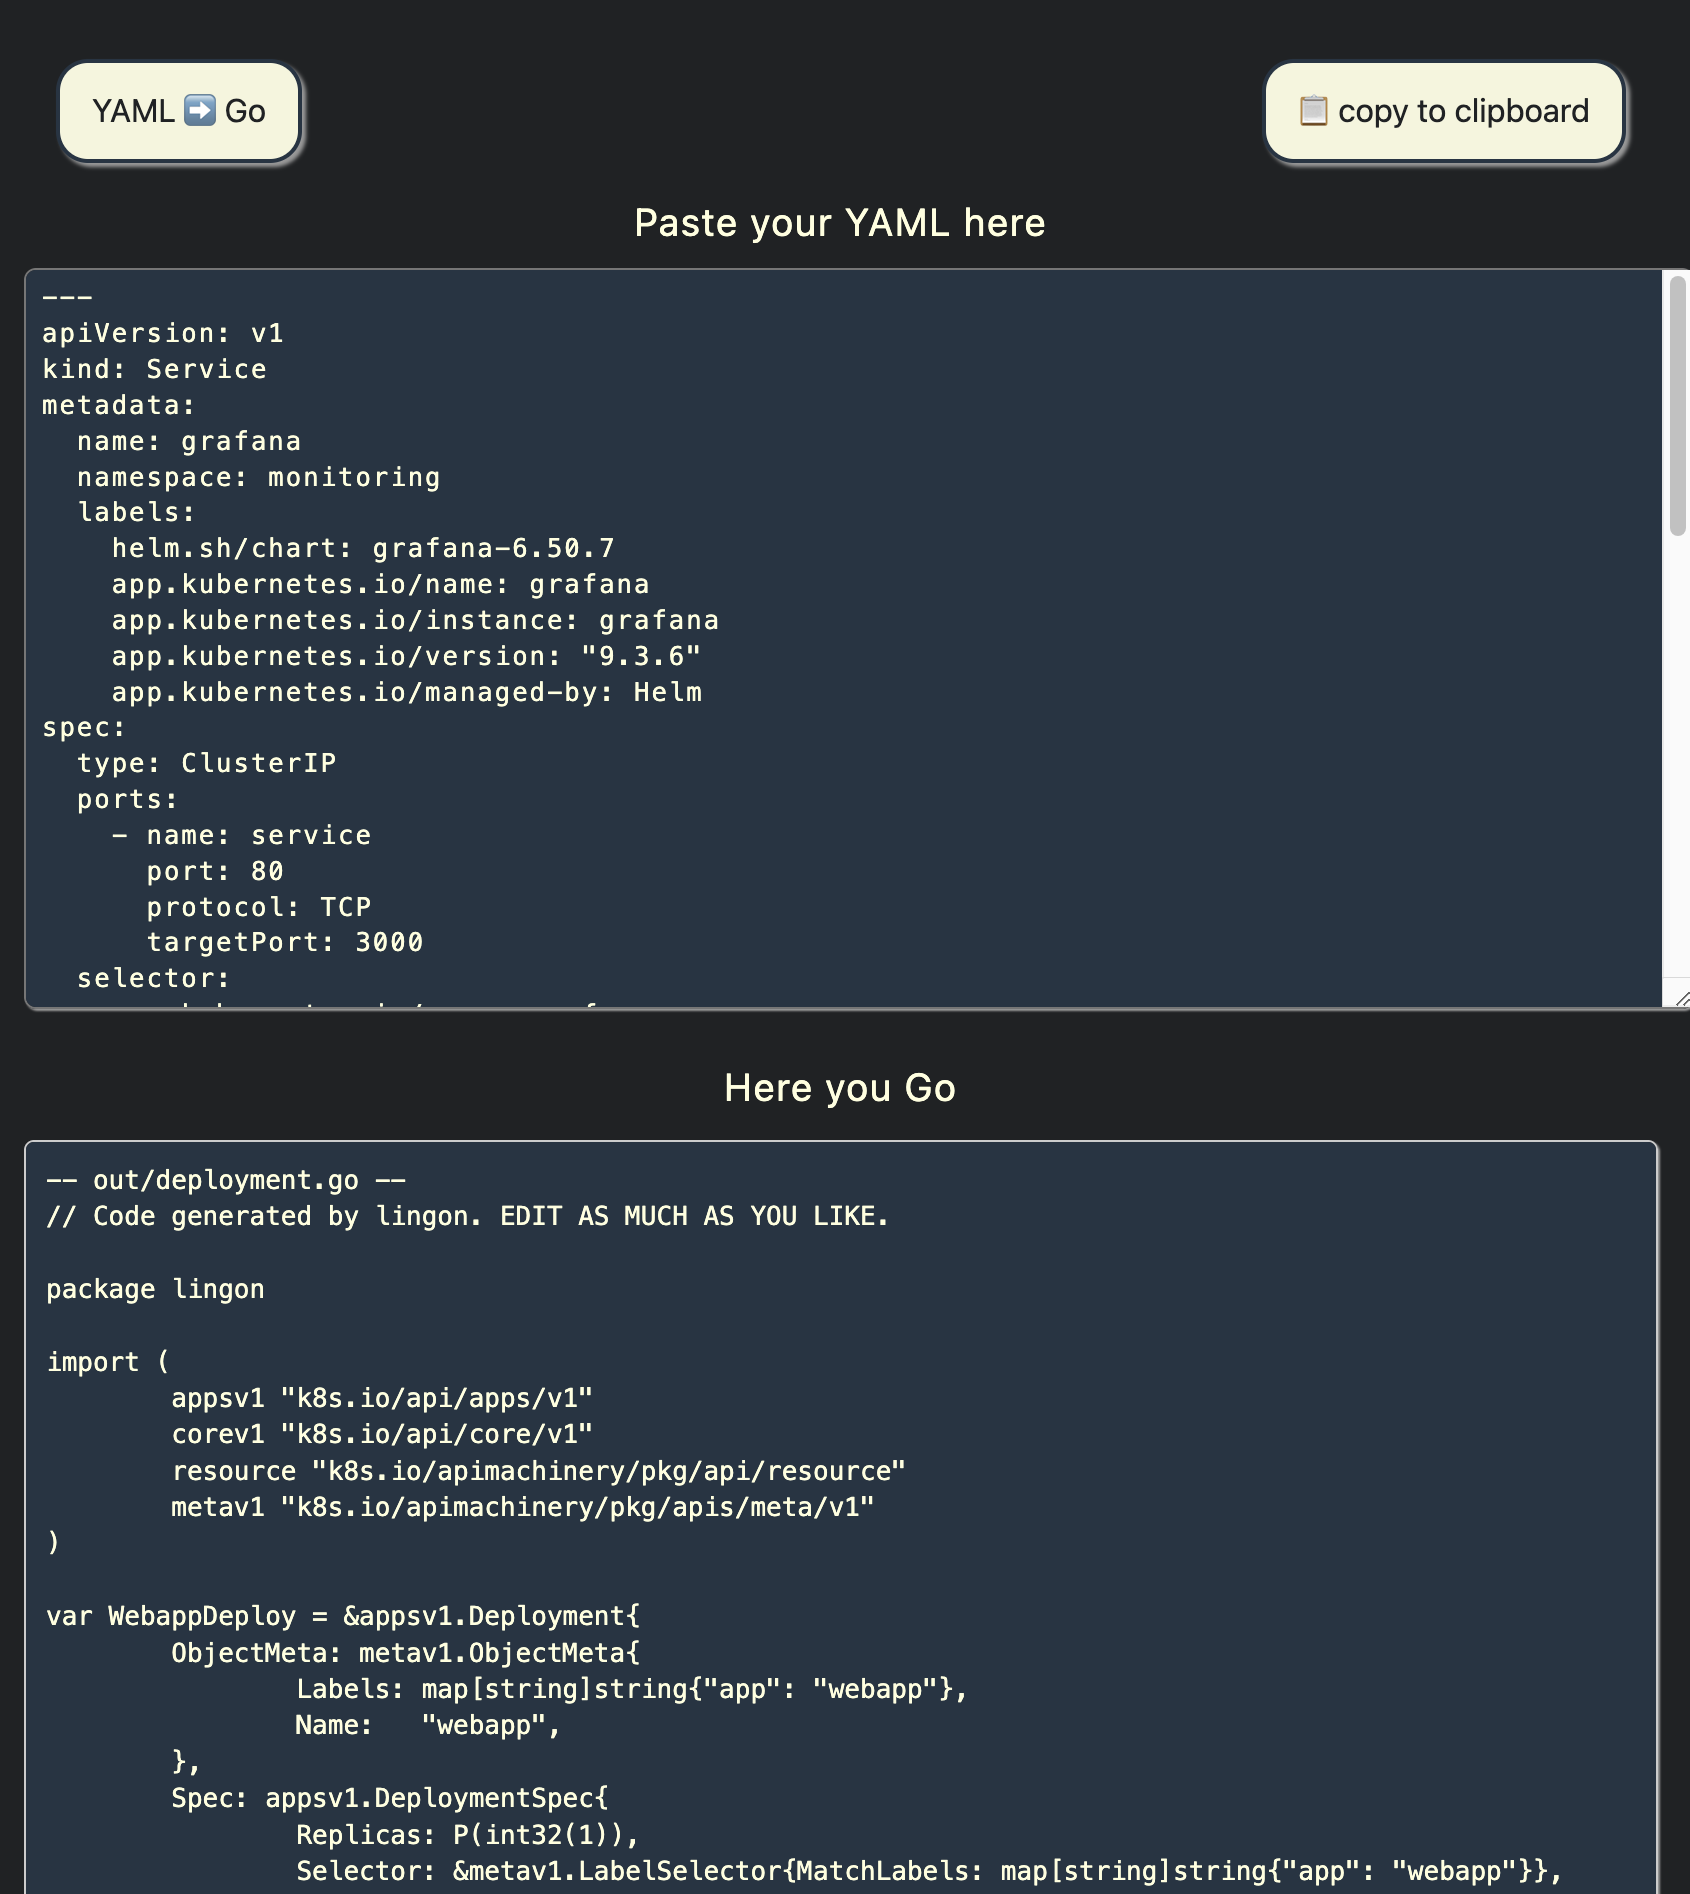 YAML ➡️ Go
📋 copy to clipboard
Paste your YAML here
---
apiVersion: v1
kind: Service
metadata:
  name: grafana
  namespace: monitoring
  labels:
    helm.sh/chart: grafana-6.50.7
    app.kubernetes.io/name: grafana
    app.kubernetes.io/instance: grafana
    app.kubernetes.io/version: "9.3.6"
    app.kubernetes.io/managed-by: Helm
spec:
  type: ClusterIP
  ports:
    - name: service
      port: 80
      protocol: TCP
      targetPort: 3000
  selector:
Here you Go
-- out/deployment.go --
// Code generated by lingon. EDIT AS MUCH AS YOU LIKE.
package lingon
import (
        appsv1 "k8s.io/api/apps/v1"
        corev1 "k8s.io/api/core/v1"
        resource "k8s.io/apimachinery/pkg/api/resource"
        metav1 "k8s.io/apimachinery/pkg/apis/meta/v1"
)
var WebappDeploy = &appsv1.Deployment{
        ObjectMeta: metav1.ObjectMeta{
                Labels: map[string]string{"app": "webapp"},
                Name:   "webapp",
        },
        Spec: appsv1.DeploymentSpec{
                Replicas: P(int32(1)),
                Selector: &metav1.LabelSelector{MatchLabels: map[string]string{"app": "webapp"}},